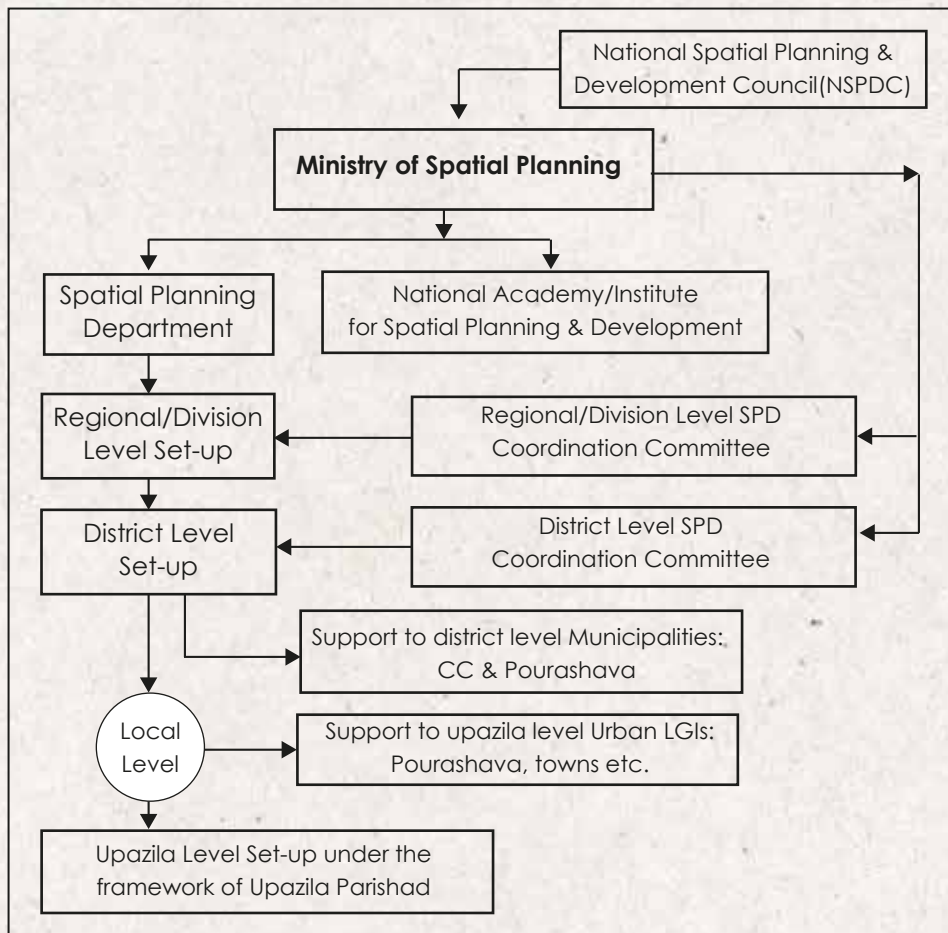 National Spatial Planning &
Development Council(NSPDC)
Ministry of Spatial Planning
Spatial Planning
Department
National Academy/Institute
for Spatial Planning & Development
Regional/Division
Level Set-up
Regional/Division Level SPD
Coordination Committee
District Level
Set-up
District Level SPD
Coordination Committee
Support to district level Municipalities:
CC & Pourashava
Local
Level
Support to upazila level Urban LGIs:
Pourashava, towns etc.
Upazila Level Set-up under the
framework of Upazila Parishad